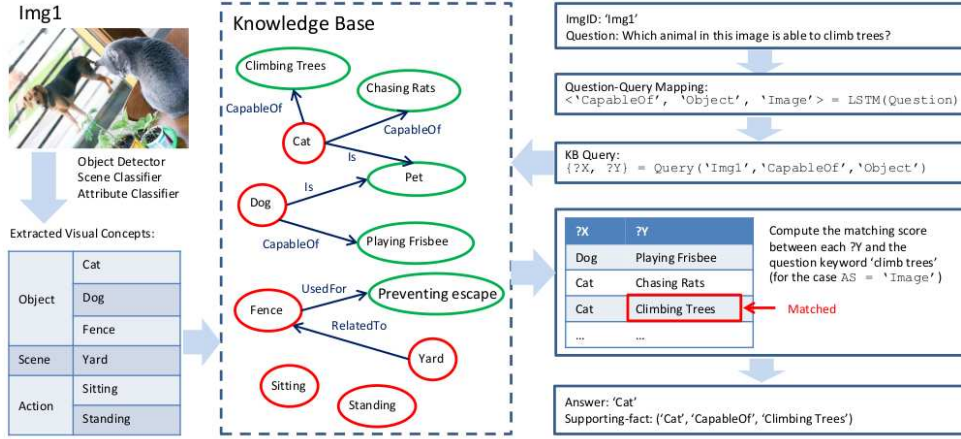 Img1
Object Detector
Scene Classifier
Attribute Classifier
Extracted Visual Concepts:
Object
Cat
Dog
Fence
Scene
Yard
Action
Sitting
Standing
Knowledge Base
Climbing Trees
Chasing Rats
CapableOf
CapableOf
Cat
Is
Is
Pet
Dog
CapableOf
Playing Frisbee
UsedFor
Preventing escape
Fence
RelatedTo
Yard
Sitting
Standing
ImgID: ‘Img1’
Question: Which animal in this image is able to climb trees?
Question-Query Mapping:
<‘CapableOf’, ‘Object’, ‘Image’> = LSTM(Question)
KB Query:
{?X, ?Y} = Query(‘Img1’,‘CapableOf’,‘Object’)
?X ?Y
Dog Playing Frisbee
Cat Chasing Rats
Cat Climbing Trees
... ...
Compute the matching score
between each ?Y and the
question keyword ‘climb trees’
(for the case AS = ‘Image’)
Matched
Answer: ‘Cat’
Supporting-fact: (‘Cat’, ‘CapableOf’, ‘Climbing Trees’)